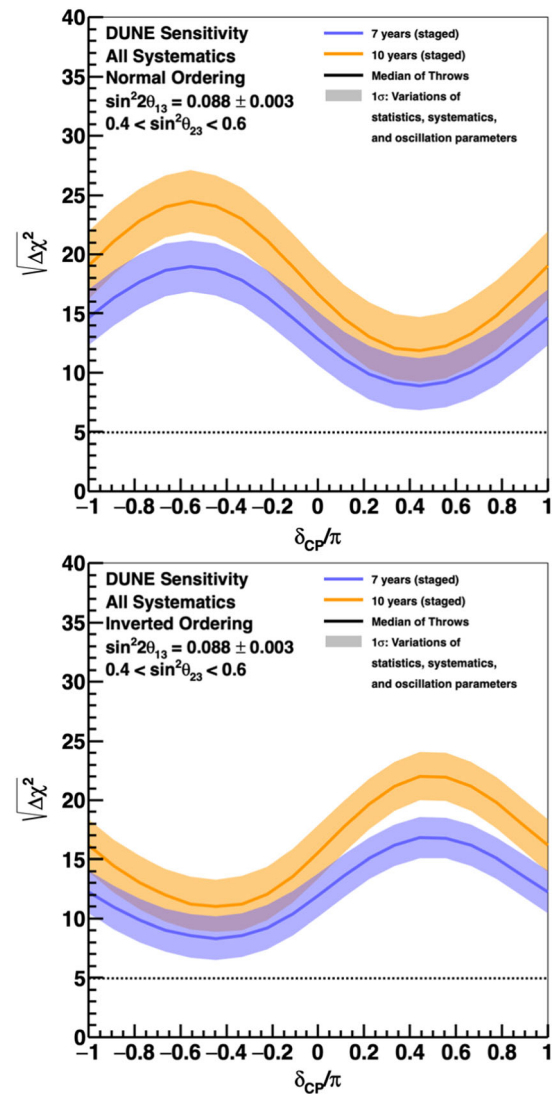 DUNE Sensitivity
All Systematics
Normal Ordering
sin²2θ₁₃ = 0.088 ± 0.003
0.4 < sin²θ₂₃ < 0.6
7 years (staged)
10 years (staged)
Median of Throws
1σ: Variations of
statistics, systematics,
and oscillation parameters
√Δχ²
40
35
30
25
20
15
10
5
0
−1 −0.8 −0.6 −0.4 −0.2 0 0.2 0.4 0.6 0.8 1
δCP/π
DUNE Sensitivity
All Systematics
Inverted Ordering
sin²2θ₁₃ = 0.088 ± 0.003
0.4 < sin²θ₂₃ < 0.6
7 years (staged)
10 years (staged)
Median of Throws
1σ: Variations of
statistics, systematics,
and oscillation parameters
√Δχ²
40
35
30
25
20
15
10
5
0
−1 −0.8 −0.6 −0.4 −0.2 0 0.2 0.4 0.6 0.8 1
δCP/π